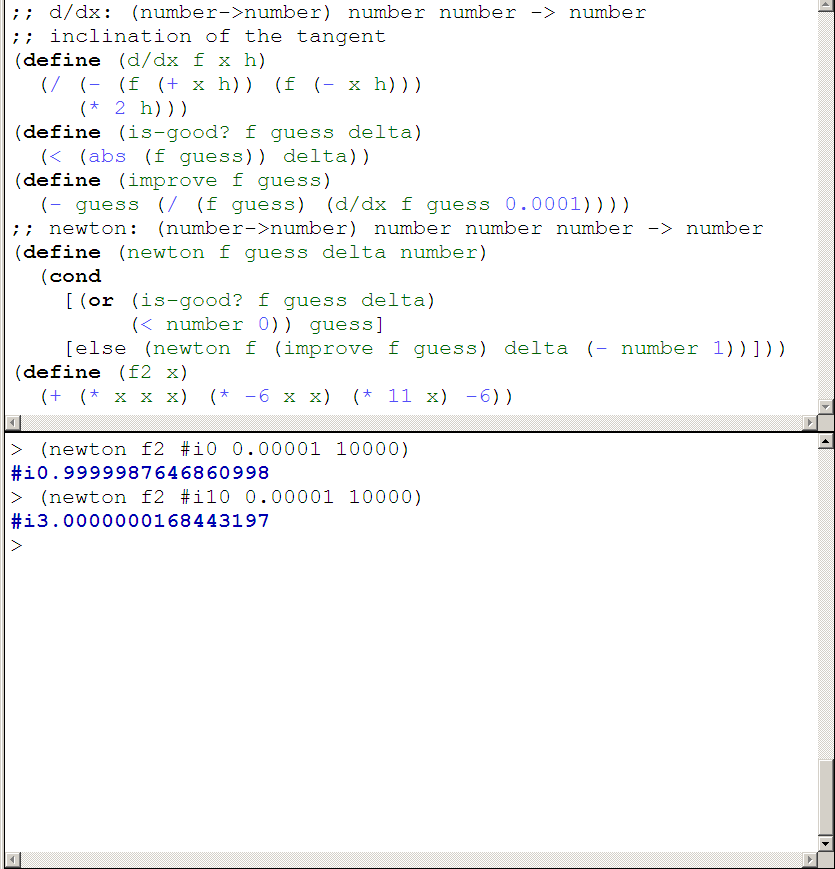 ;; d/dx: (number->number) number number -> number
;; inclination of the tangent
(define (d/dx f x h)
  (/ (- (f (+ x h)) (f (- x h)))
     (* 2 h)))
(define (is-good? f guess delta)
  (< (abs (f guess)) delta))
(define (improve f guess)
  (- guess (/ (f guess) (d/dx f guess 0.0001))))
;; newton: (number->number) number number number -> number
(define (newton f guess delta number)
  (cond
    [(or (is-good? f guess delta)
         (< number 0)) guess]
    [else (newton f (improve f guess) delta (- number 1))]))
(define (f2 x)
  (+ (* x x x) (* -6 x x) (* 11 x) -6))
> (newton f2 #i0 0.00001 10000)
#i0.9999987646860998
> (newton f2 #i10 0.00001 10000)
#i3.0000000168443197
>